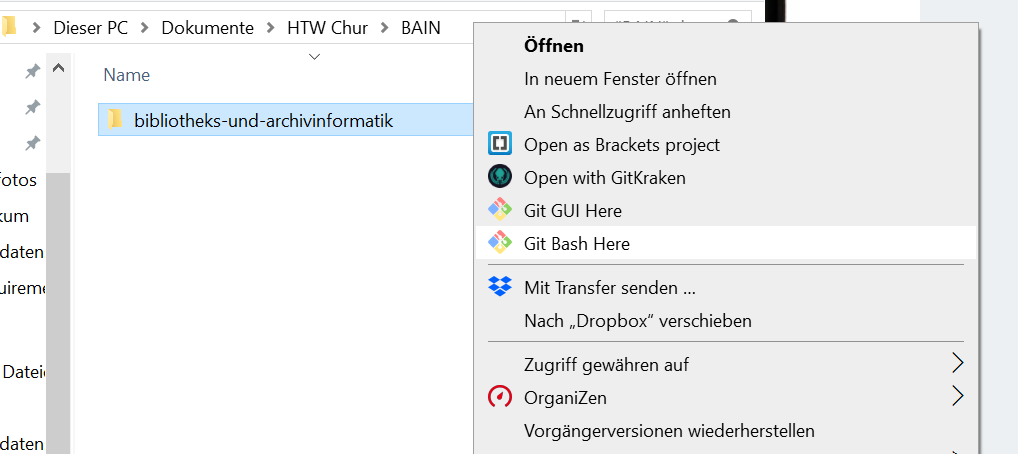 Dieser PC > Dokumente > HTW Chur > BAIN
Name
bibliotheks-und-archivinformatik
fotos
kum
daten
uireme
Dateie
daten
Öffnen
In neuem Fenster öffnen
An Schnellzugriff anheften
Open as Brackets project
Open with GitKraken
Git GUI Here
Git Bash Here
Mit Transfer senden ...
Nach „Dropbox“ verschieben
Zugriff gewähren auf
OrganiZen
Vorgängerversionen wiederherstellen